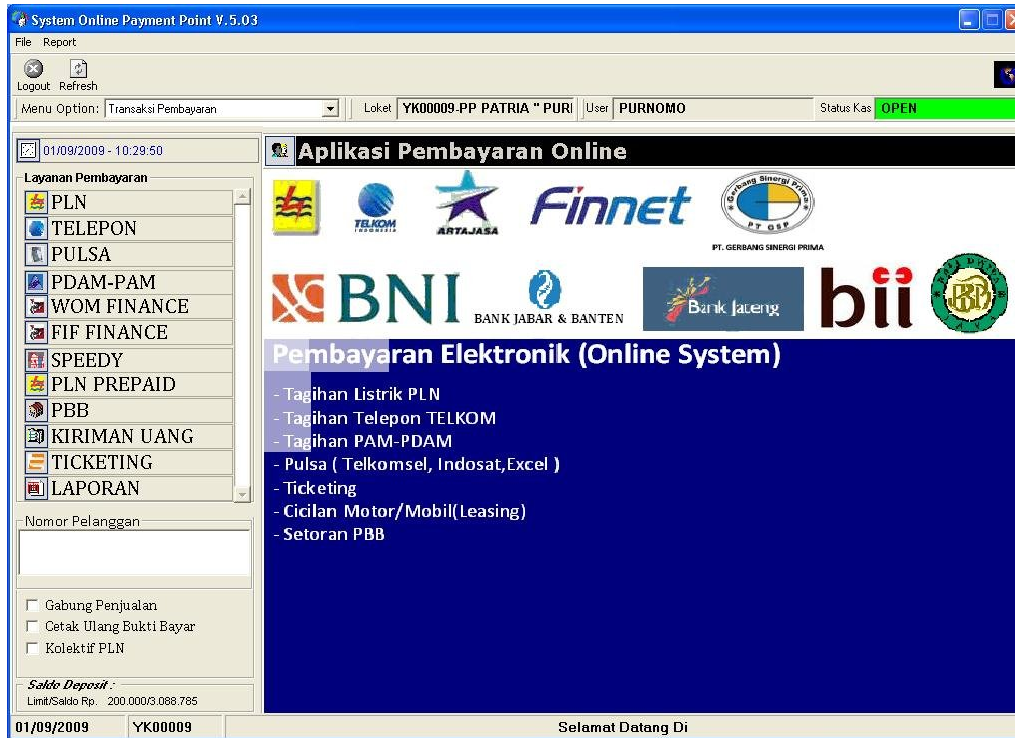 System Online Payment Point V.5.03
File Report
Logout Refresh
Menu Option: Transaksi Pembayaran Loket YK00009-PP PATRIA " PURI User PURNOMO Status Kas OPEN
01/09/2009 - 10:29:50
Aplikasi Pembayaran Online
Layanan Pembayaran
PLN
TELEPON
PULSA
PDAM-PAM
WOM FINANCE
FIF FINANCE
SPEEDY
PLN PREPAID
PBB
KIRIMAN UANG
TICKETING
LAPORAN
Nomor Pelanggan
Gabung Penjualan
Cetak Ulang Bukti Bayar
Kolektif PLN
Saldo Deposit :
Limit/Saldo Rp. 200.000/3.088.785
TELKOM
INDONESIA
ARTAJASA
Finnet
Gerbang Sinergi Prima
PT GSP
PT. GERBANG SINERGI PRIMA
BNI
BANK JABAR & BANTEN
Bank Jateng
bii
Pembayaran Elektronik (Online System)
- Tagihan Listrik PLN
- Tagihan Telepon TELKOM
- Tagihan PAM-PDAM
- Pulsa ( Telkomsel, Indosat,Excel )
- Ticketing
- Cicilan Motor/Mobil(Leasing)
- Setoran PBB
01/09/2009 YK00009 Selamat Datang Di